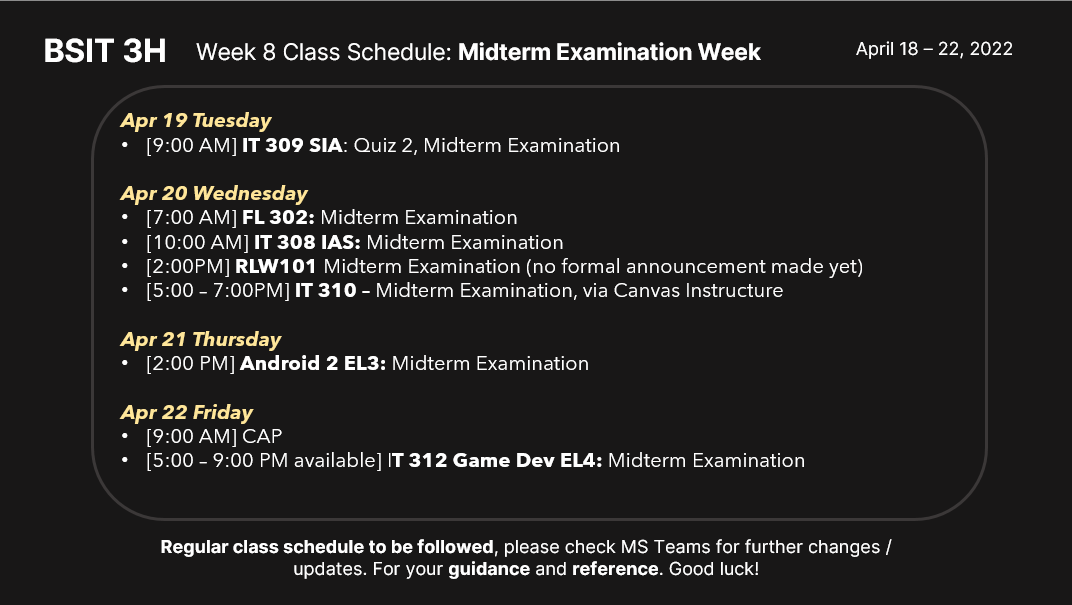 BSIT 3H Week 8 Class Schedule: Midterm Examination Week April 18 – 22, 2022
Apr 19 Tuesday
• [9:00 AM] IT 309 SIA: Quiz 2, Midterm Examination
Apr 20 Wednesday
• [7:00 AM] FL 302: Midterm Examination
• [10:00 AM] IT 308 IAS: Midterm Examination
• [2:00PM] RLW101 Midterm Examination (no formal announcement made yet)
• [5:00 – 7:00PM] IT 310 – Midterm Examination, via Canvas Instructure
Apr 21 Thursday
• [2:00 PM] Android 2 EL3: Midterm Examination
Apr 22 Friday
• [9:00 AM] CAP
• [5:00 – 9:00 PM available] IT 312 Game Dev EL4: Midterm Examination
Regular class schedule to be followed, please check MS Teams for further changes /
updates. For your guidance and reference. Good luck!